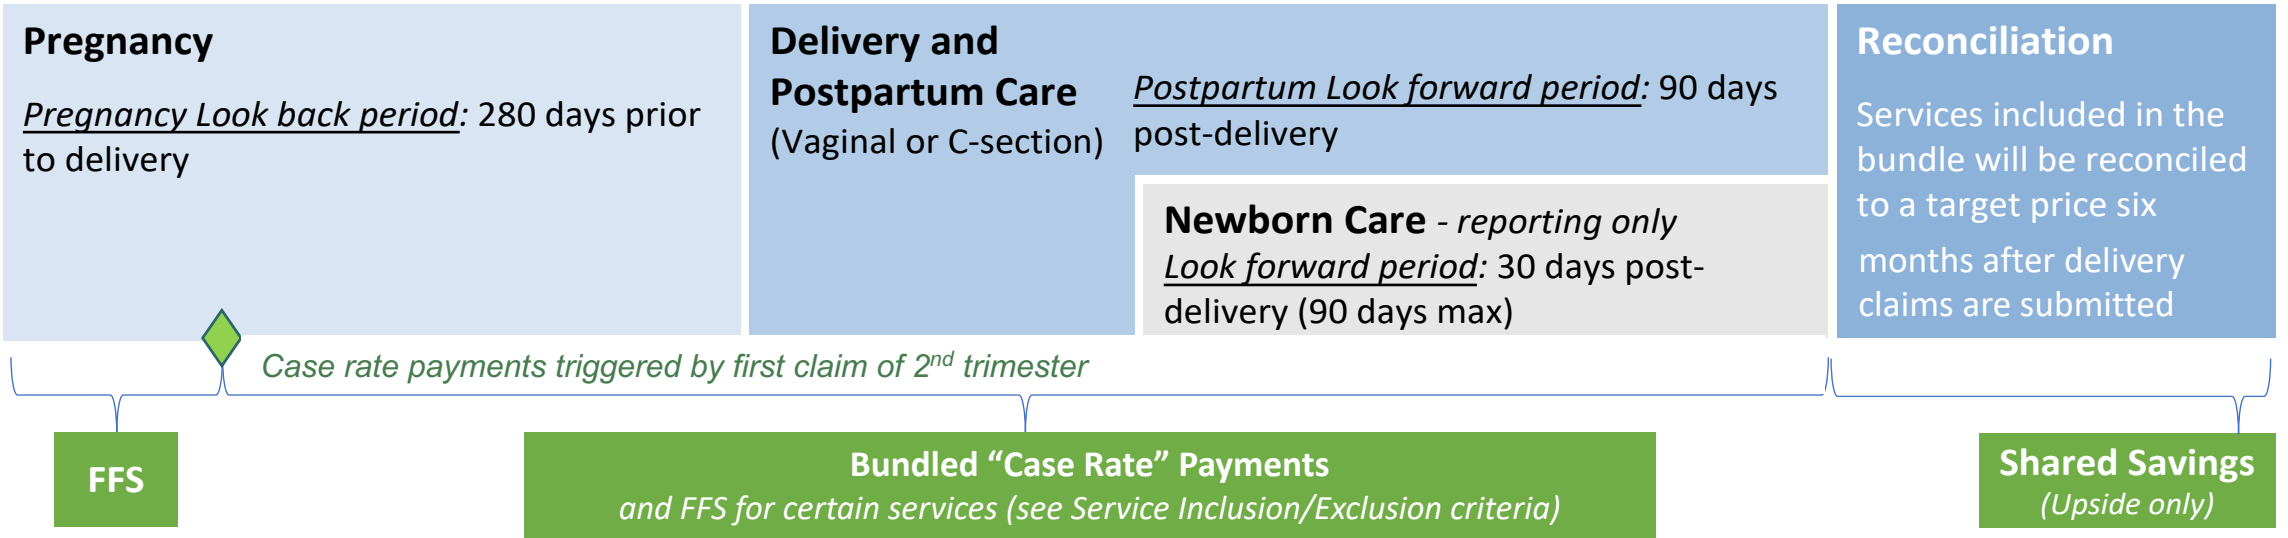 Pregnancy
Pregnancy Look back period: 280 days prior
to delivery
Delivery and
Postpartum Care
(Vaginal or C-section)
Postpartum Look forward period: 90 days
post-delivery
Newborn Care - reporting only
Look forward period: 30 days post-
delivery (90 days max)
Reconciliation
Services included in the
bundle will be reconciled
to a target price six
months after delivery
claims are submitted
Case rate payments triggered by first claim of 2nd trimester
FFS
Bundled “Case Rate” Payments
and FFS for certain services (see Service Inclusion/Exclusion criteria)
Shared Savings
(Upside only)